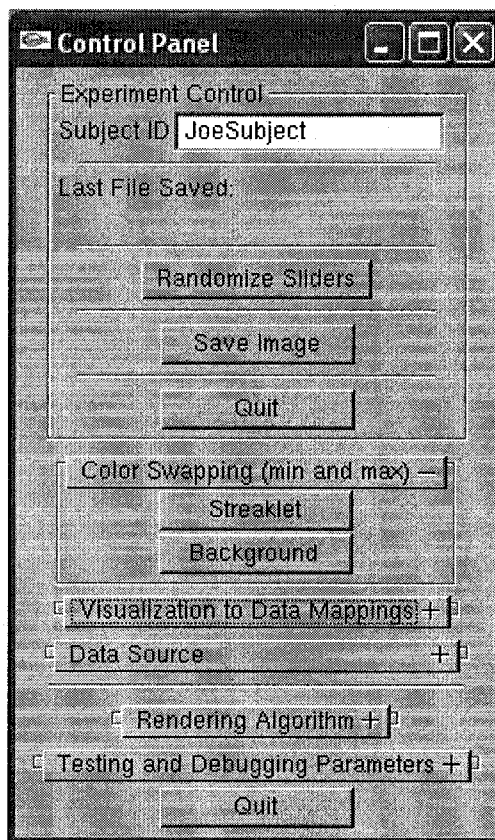 Control Panel
Experiment Control
Subject ID JoeSubject
Last File Saved:
Randomize Sliders
Save Image
Quit
Color Swapping (min and max) −
Streaklet
Background
Visualization to Data Mappings +
Data Source +
Rendering Algorithm +
Testing and Debugging Parameters +
Quit